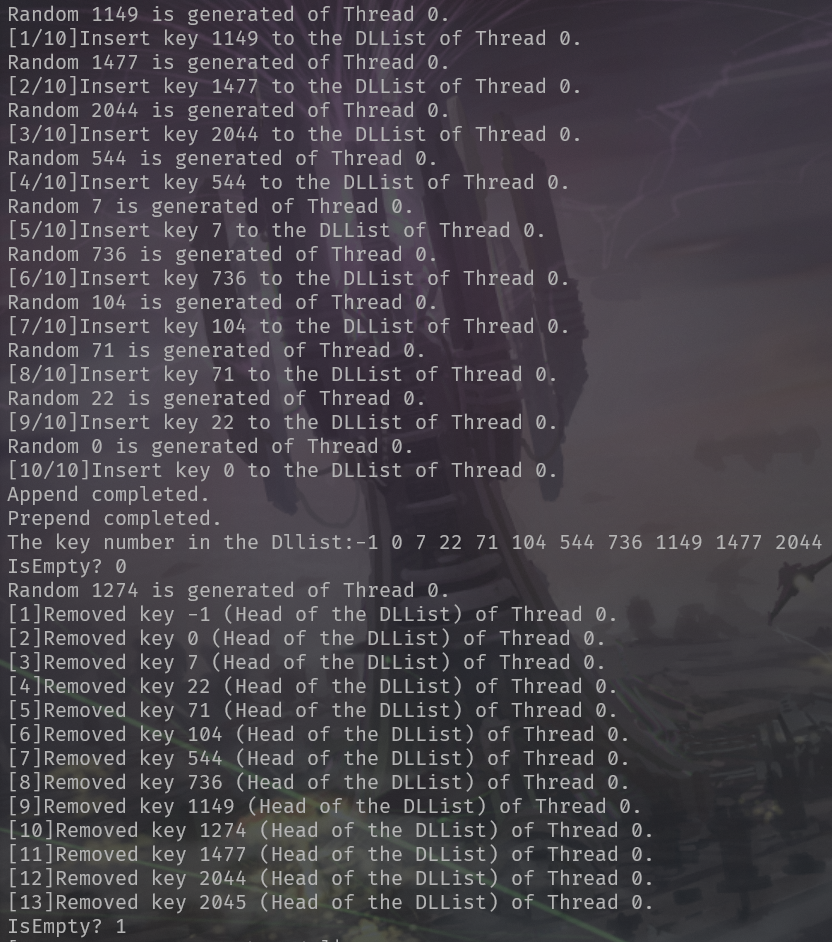 Random 1149 is generated of Thread 0.
[1/10]Insert key 1149 to the DLList of Thread 0.
Random 1477 is generated of Thread 0.
[2/10]Insert key 1477 to the DLList of Thread 0.
Random 2044 is generated of Thread 0.
[3/10]Insert key 2044 to the DLList of Thread 0.
Random 544 is generated of Thread 0.
[4/10]Insert key 544 to the DLList of Thread 0.
Random 7 is generated of Thread 0.
[5/10]Insert key 7 to the DLList of Thread 0.
Random 736 is generated of Thread 0.
[6/10]Insert key 736 to the DLList of Thread 0.
Random 104 is generated of Thread 0.
[7/10]Insert key 104 to the DLList of Thread 0.
Random 71 is generated of Thread 0.
[8/10]Insert key 71 to the DLList of Thread 0.
Random 22 is generated of Thread 0.
[9/10]Insert key 22 to the DLList of Thread 0.
Random 0 is generated of Thread 0.
[10/10]Insert key 0 to the DLList of Thread 0.
Append completed.
Prepend completed.
The key number in the Dllist:-1 0 7 22 71 104 544 736 1149 1477 2044
IsEmpty? 0
Random 1274 is generated of Thread 0.
[1]Removed key -1 (Head of the DLList) of Thread 0.
[2]Removed key 0 (Head of the DLList) of Thread 0.
[3]Removed key 7 (Head of the DLList) of Thread 0.
[4]Removed key 22 (Head of the DLList) of Thread 0.
[5]Removed key 71 (Head of the DLList) of Thread 0.
[6]Removed key 104 (Head of the DLList) of Thread 0.
[7]Removed key 544 (Head of the DLList) of Thread 0.
[8]Removed key 736 (Head of the DLList) of Thread 0.
[9]Removed key 1149 (Head of the DLList) of Thread 0.
[10]Removed key 1274 (Head of the DLList) of Thread 0.
[11]Removed key 1477 (Head of the DLList) of Thread 0.
[12]Removed key 2044 (Head of the DLList) of Thread 0.
[13]Removed key 2045 (Head of the DLList) of Thread 0.
IsEmpty? 1